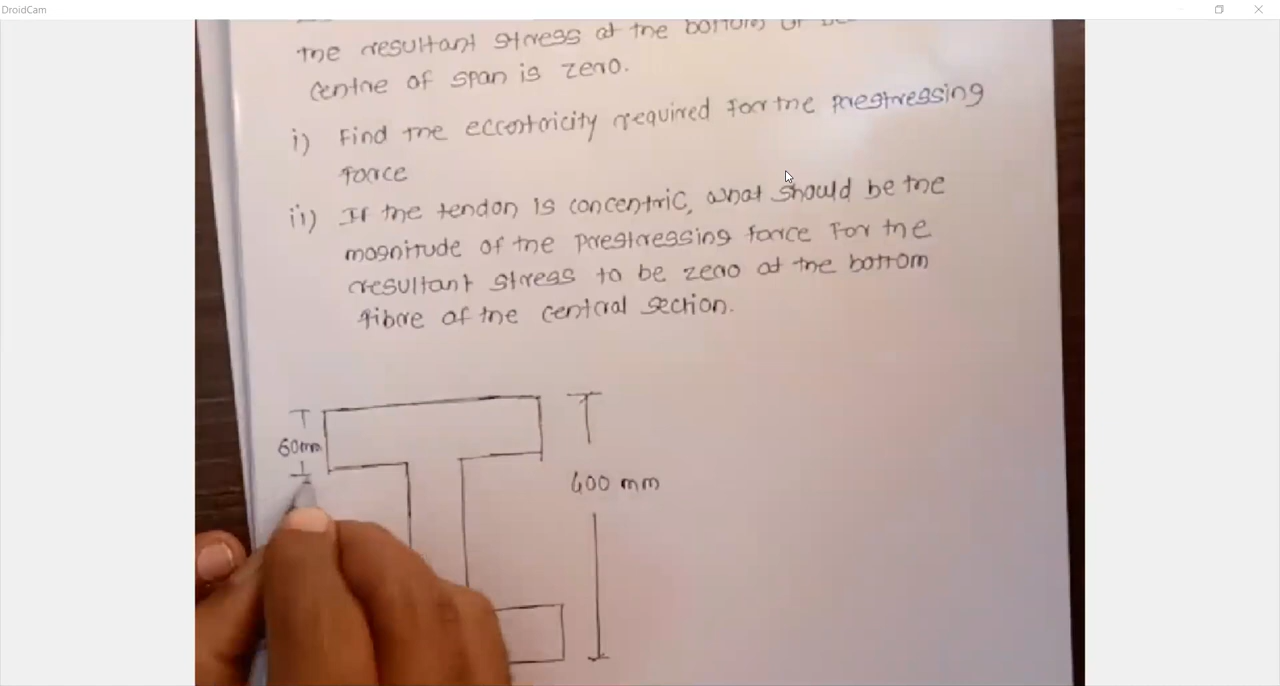 DroidCam
the resultant stress at the bottom of
centre of span is zero.
i) Find the eccentricity required for the prestressing
force
ii) If the tendon is concentric, what should be the
magnitude of the prestressing force for the
resultant stress to be zero at the bottom
fibre of the central section.
60mm
400 mm